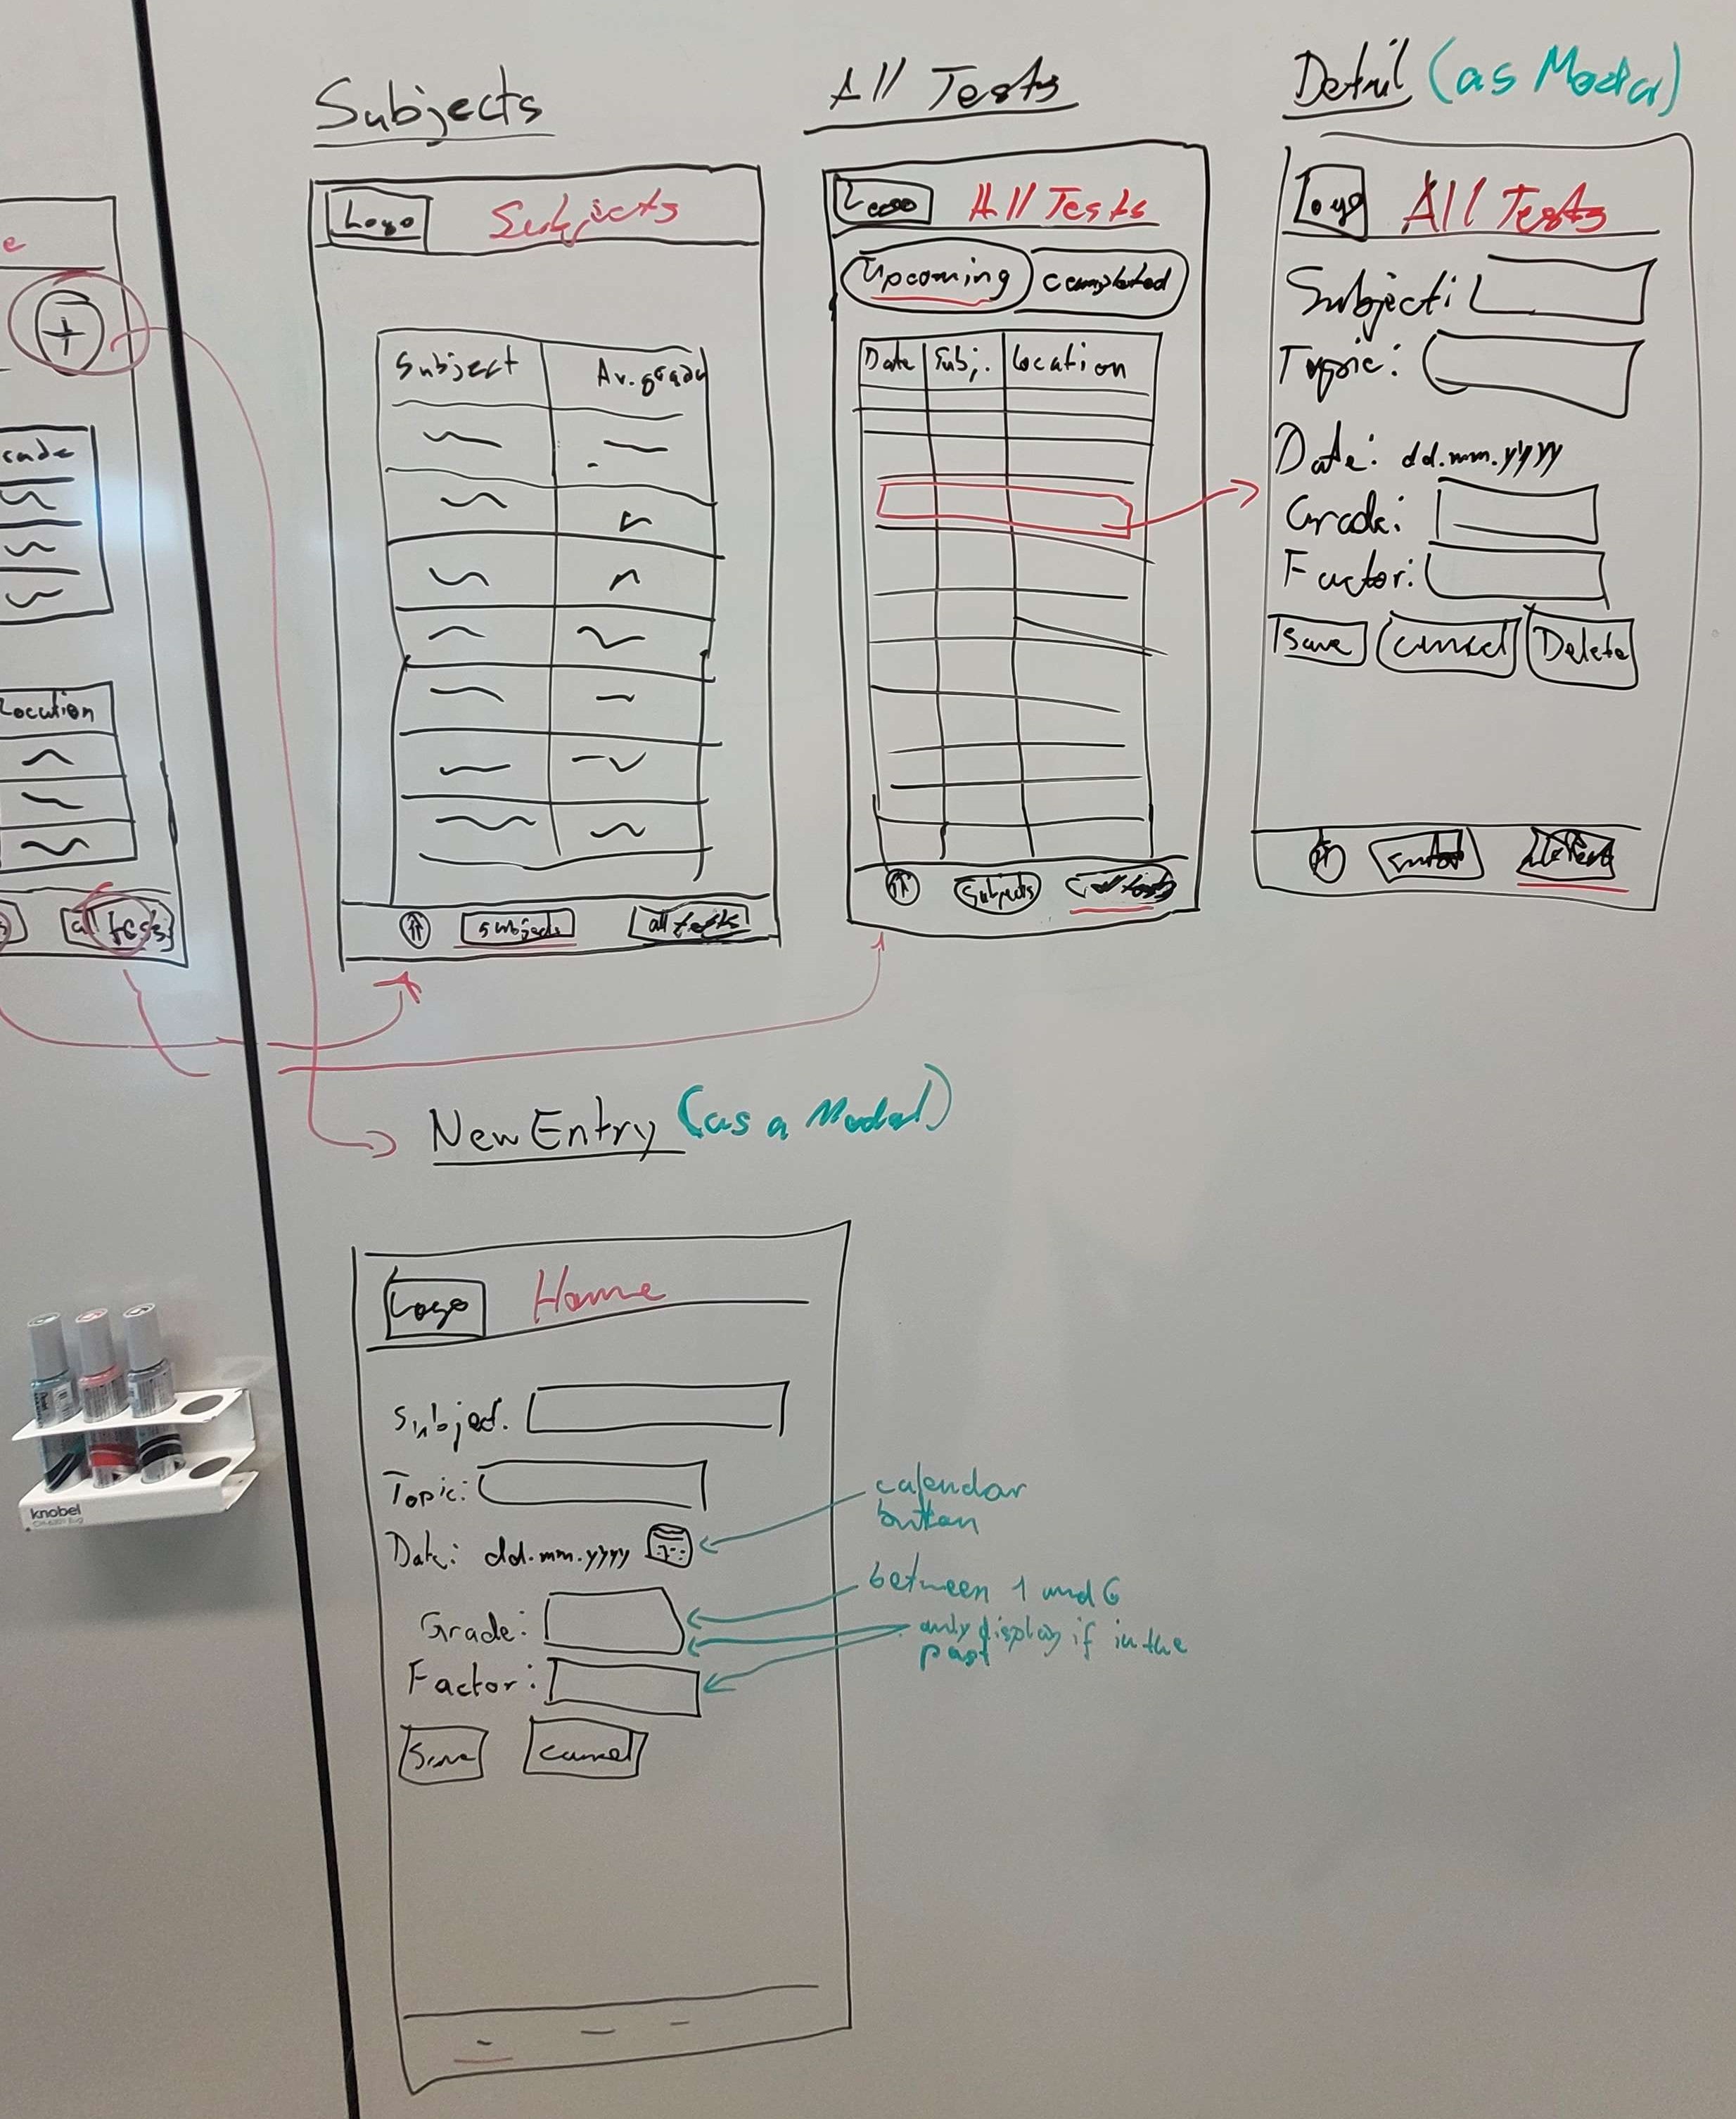 Subjects
Logo Subjects
Subject Av. grade
subjects all tests
All Tests
Logo All Tests
Upcoming completed
Date Subj. Location
Subjects all tests
Detail (as Modal)
Logo All Tests
Subject:
Topic:
Date: dd.mm.yyyy
Grade:
Factor:
Save Cancel Delete
all tests
e
+
Location
all tests
New Entry (as a Modal)
Logo Home
Subject:
Topic:
Date: dd.mm.yyyy
Grade:
Factor:
Save Cancel
calendar
button
between 1 and 6
only display if in the
past
knobel